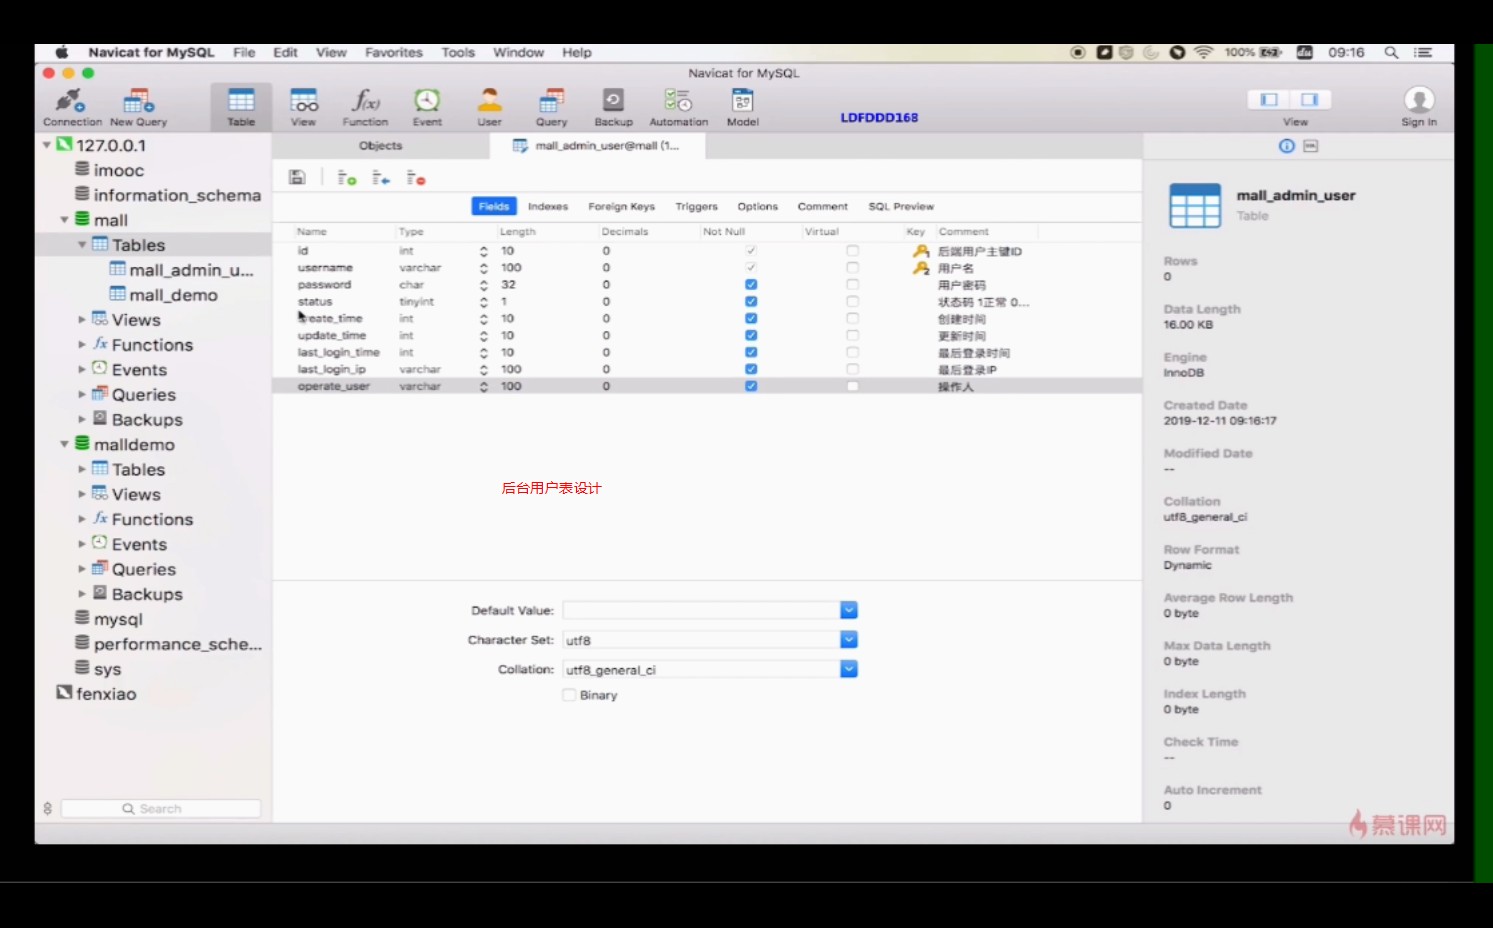 Navicat for MySQL File Edit View Favorites Tools Window Help 100% 09:16
Navicat for MySQL
Connection New Query Table View Function Event User Query Backup Automation Model LDFDDD168 View Sign In
127.0.0.1
imooc
information_schema
mall
Tables
mall_admin_u...
mall_demo
Views
Functions
Events
Queries
Backups
malldemo
Tables
Views
Functions
Events
Queries
Backups
mysql
performance_sche...
sys
fenxiao
Search
Objects mall_admin_user@mall (1...
Fields Indexes Foreign Keys Triggers Options Comment SQL Preview
Name Type Length Decimals Not Null Virtual Key Comment
id int 10 0 1 后端用户主键ID
username varchar 100 0 2 用户名
password char 32 0 用户密码
status tinyint 1 0 状态码 1正常 0...
create_time int 10 0 创建时间
update_time int 10 0 更新时间
last_login_time int 10 0 最后登录时间
last_login_ip varchar 100 0 最后登录IP
operate_user varchar 100 0 操作人
后台用户表设计
Default Value:
Character Set: utf8
Collation: utf8_general_ci
Binary
mall_admin_user
Table
Rows
0
Data Length
16.00 KB
Engine
InnoDB
Created Date
2019-12-11 09:16:17
Modified Date
--
Collation
utf8_general_ci
Row Format
Dynamic
Average Row Length
0 byte
Max Data Length
0 byte
Index Length
0 byte
Check Time
--
Auto Increment
0
慕课网